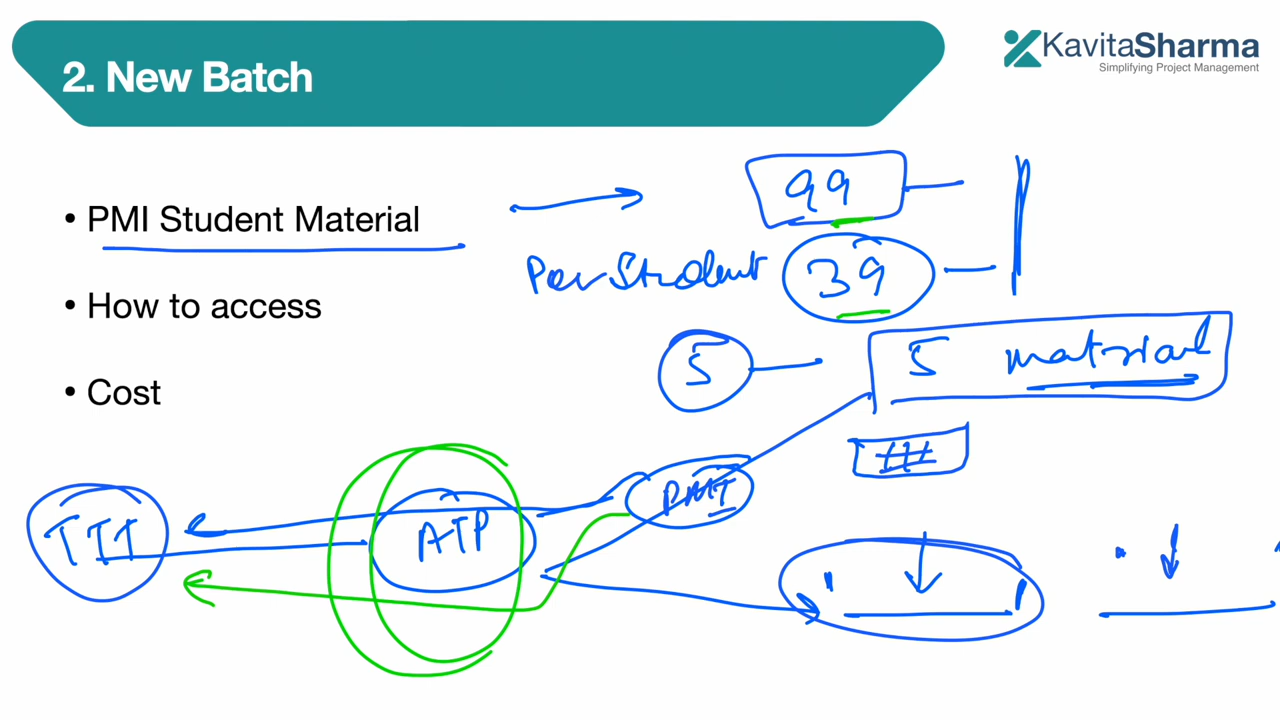 2. New Batch
KavitaSharma
Simplifying Project Management
• PMI Student Material
99
Per Student 39
• How to access
5
5 material
• Cost
PMI
TTT
ATP